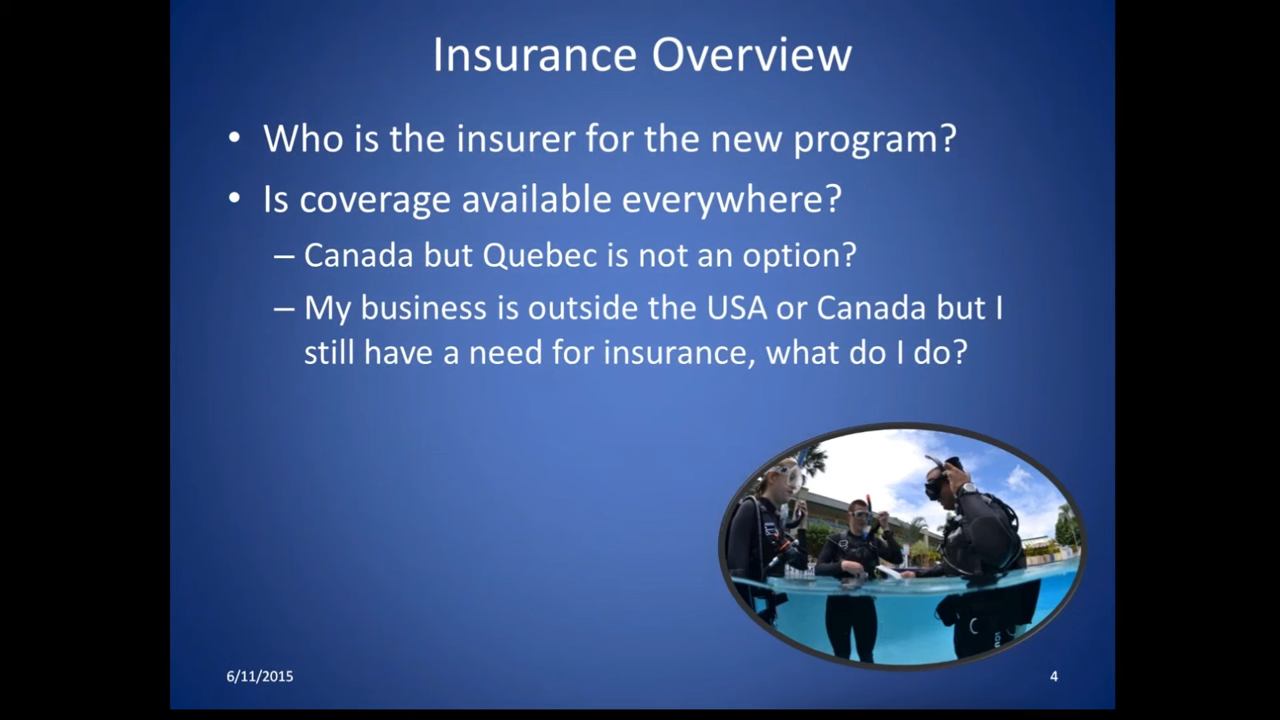 Insurance Overview
• Who is the insurer for the new program?
• Is coverage available everywhere?
– Canada but Quebec is not an option?
– My business is outside the USA or Canada but I
still have a need for insurance, what do I do?
6/11/2015
4